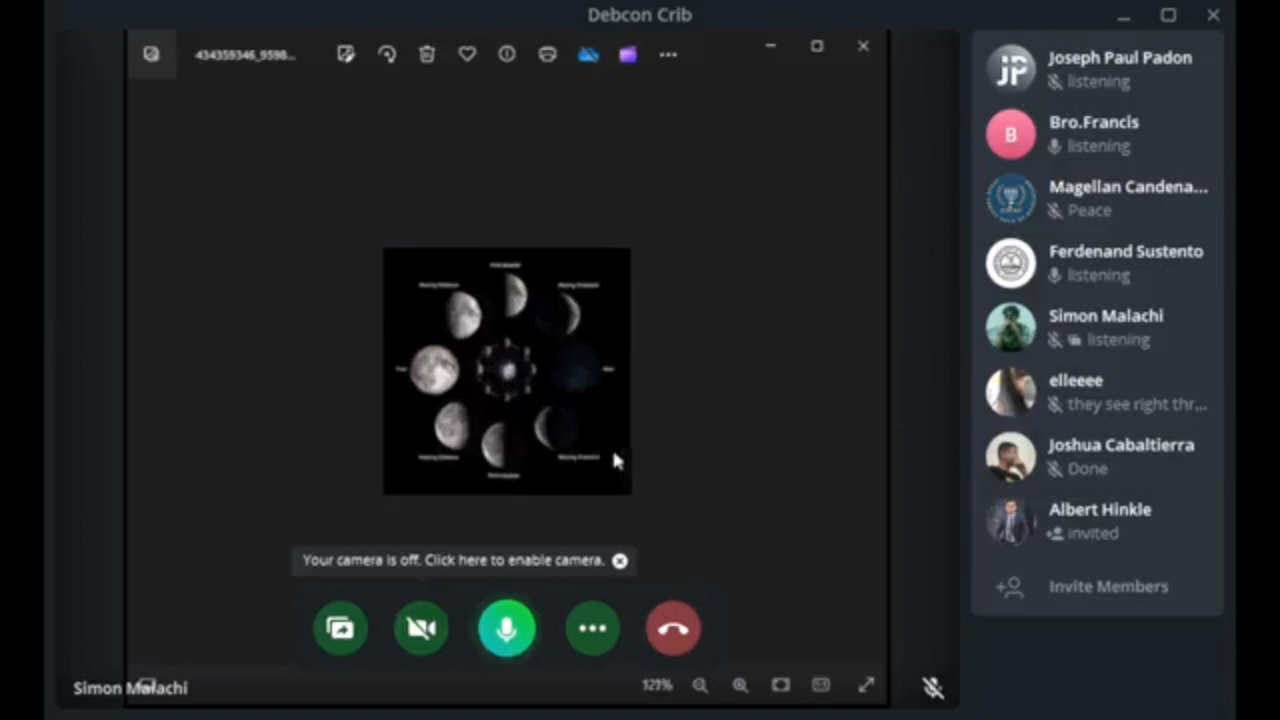 Debcon Crib
434359346_9598...
Joseph Paul Padon
listening
Bro.Francis
listening
Magellan Candena...
Peace
Ferdenand Sustento
listening
Simon Malachi
listening
elleeee
they see right thr...
Joshua Cabaltierra
Done
Albert Hinkle
invited
Invite Members
Your camera is off. Click here to enable camera.
Simon Malachi